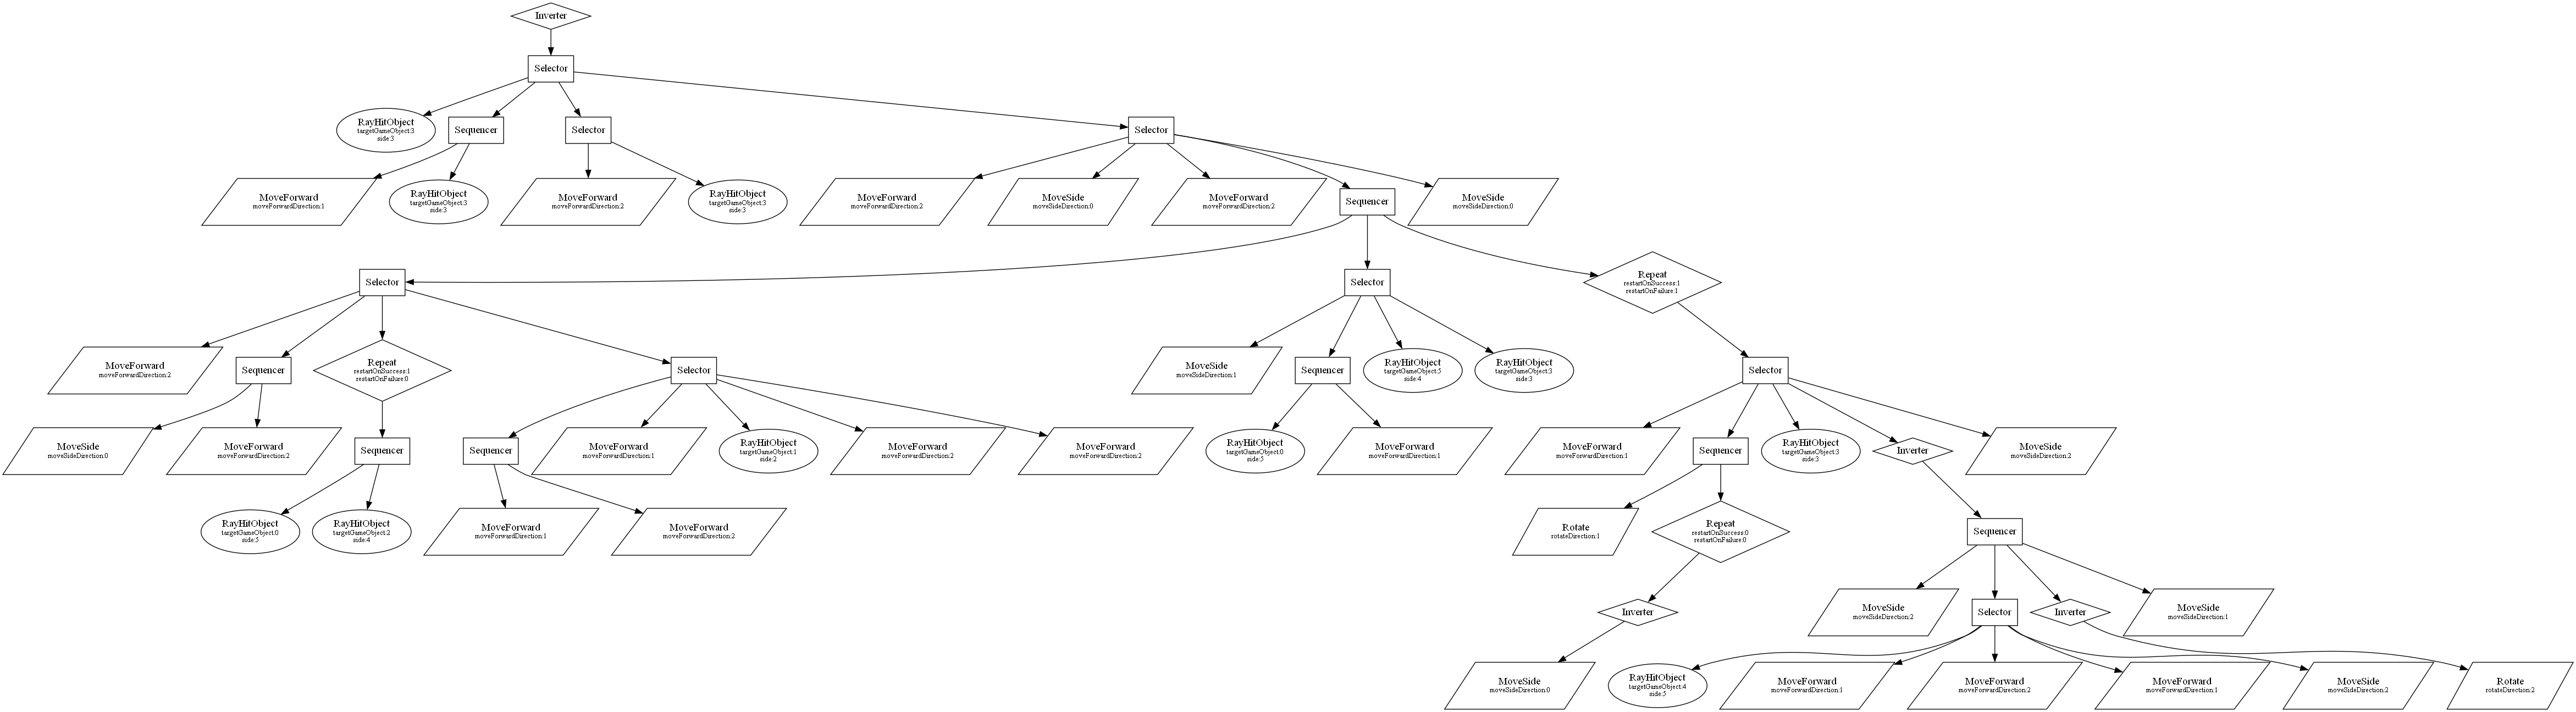 Inverter
Selector
RayHitObject
targetGameObject:3
side:3
Sequencer
Selector
Selector
MoveForward
moveForwardDirection:1
RayHitObject
targetGameObject:3
side:3
MoveForward
moveForwardDirection:2
RayHitObject
targetGameObject:3
side:3
MoveForward
moveForwardDirection:2
MoveSide
moveSideDirection:0
MoveForward
moveForwardDirection:2
Sequencer
MoveSide
moveSideDirection:0
Selector
Selector
Repeat
restartOnSuccess:1
restartOnFailure:1
MoveForward
moveForwardDirection:2
Sequencer
Repeat
restartOnSuccess:1
restartOnFailure:0
Selector
MoveSide
moveSideDirection:1
Sequencer
RayHitObject
targetGameObject:5
side:4
RayHitObject
targetGameObject:3
side:3
Selector
MoveSide
moveSideDirection:0
MoveForward
moveForwardDirection:2
Sequencer
Sequencer
MoveForward
moveForwardDirection:1
RayHitObject
targetGameObject:1
side:2
MoveForward
moveForwardDirection:2
MoveForward
moveForwardDirection:2
RayHitObject
targetGameObject:0
side:5
MoveForward
moveForwardDirection:1
MoveForward
moveForwardDirection:1
Sequencer
RayHitObject
targetGameObject:3
side:3
Inverter
MoveSide
moveSideDirection:2
RayHitObject
targetGameObject:0
side:5
RayHitObject
targetGameObject:2
side:4
MoveForward
moveForwardDirection:1
MoveForward
moveForwardDirection:2
Rotate
rotateDirection:1
Repeat
restartOnSuccess:0
restartOnFailure:0
Sequencer
Inverter
MoveSide
moveSideDirection:2
Selector
Inverter
MoveSide
moveSideDirection:1
MoveSide
moveSideDirection:0
RayHitObject
targetGameObject:4
side:5
MoveForward
moveForwardDirection:1
MoveForward
moveForwardDirection:2
MoveForward
moveForwardDirection:1
MoveSide
moveSideDirection:2
Rotate
rotateDirection:2